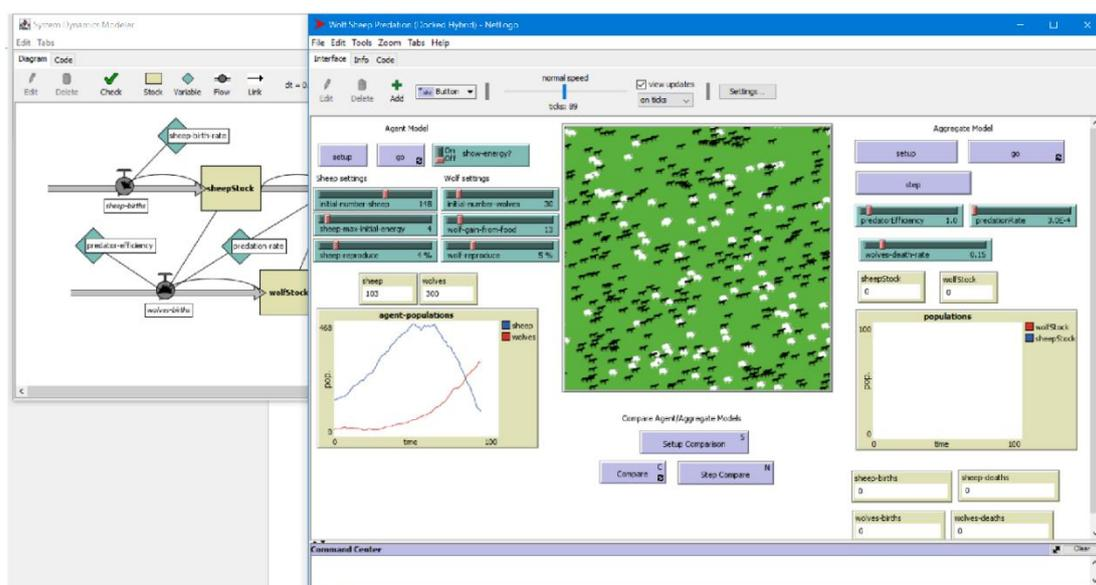 System Dynamics Modeler
Edit Tabs
Diagram Code
Edit Delete Check Stock Variable Flow Link dt = 0.
sheep-birth-rate
sheepStock
sheep-births
predator-efficiency
predation-rate
wolfStock
wolves-births
Wolf Sheep Predation (Docked Hybrid) - NetLogo
File Edit Tools Zoom Tabs Help
Interface Info Code
Edit Delete Add Button
normal speed
ticks: 89
view updates
on ticks
Settings...
Agent Model
setup go On Off show-energy?
Sheep settings Wolf settings
initial-number-sheep 148 initial-number-wolves 30
sheep-max-initial-energy 4 wolf-gain-from-food 13
sheep-reproduce 4 % wolf-reproduce 5 %
sheep wolves
103 300
agent-populations
468
pop.
0
0 time 100
sheep
wolves
Compare Agent/Aggregate Models
Setup Comparison S
Compare C Step Compare N
Aggregate Model
setup go
step
predatorEfficiency 1.0 predationRate 3.0E-4
wolves-death-rate 0.15
sheepStock wolfStock
0 0
populations
100
pop.
0
0 time 100
wolfStock
sheepStock
sheep-births sheep-deaths
0 0
wolves-births wolves-deaths
0 0
Command Center Clear